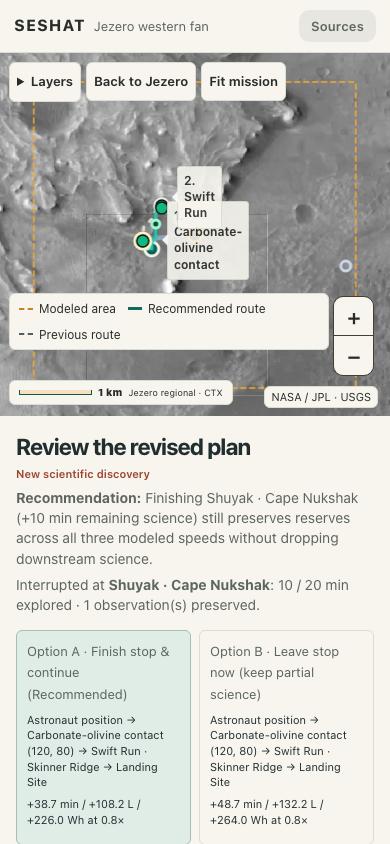 SESHAT Jezero western fan
Sources
▶ Layers
Back to Jezero
Fit mission
2.
Swift
Run
Carbonate-
olivine
contact
Modeled area
Recommended route
Previous route
+
−
1 km Jezero regional · CTX
NASA / JPL · USGS
Review the revised plan
New scientific discovery
Recommendation: Finishing Shuyak · Cape Nukshak
(+10 min remaining science) still preserves reserves
across all three modeled speeds without dropping
downstream science.
Interrupted at Shuyak · Cape Nukshak: 10 / 20 min
explored · 1 observation(s) preserved.
Option A · Finish stop &
continue
(Recommended)
Astronaut position →
Carbonate-olivine contact
(120, 80) → Swift Run ·
Skinner Ridge → Landing
Site
+38.7 min / +108.2 L /
+226.0 Wh at 0.8×
Option B · Leave stop
now (keep partial
science)
Astronaut position →
Carbonate-olivine contact
(120, 80) → Swift Run ·
Skinner Ridge → Landing
Site
+48.7 min / +132.2 L /
+264.0 Wh at 0.8×